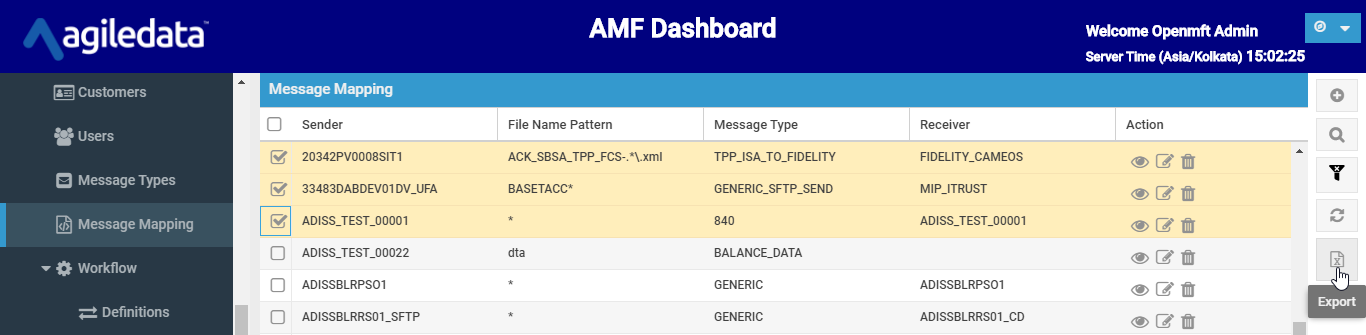 agiledata™
AMF Dashboard
Welcome Openmft Admin
Server Time (Asia/Kolkata) 15:02:25
Customers
Users
Message Types
Message Mapping
Workflow
Definitions
Message Mapping
Sender File Name Pattern Message Type Receiver Action
20342PV0008SIT1 ACK_SBSA_TPP_FCS-.*\.xml TPP_ISA_TO_FIDELITY FIDELITY_CAMEOS
33483DABDEV01DV_UFA BASETACC* GENERIC_SFTP_SEND MIP_ITRUST
ADISS_TEST_00001 * 840 ADISS_TEST_00001
ADISS_TEST_00022 dta BALANCE_DATA
ADISSBLRPSO1 * GENERIC ADISSBLRPSO1
ADISSBLRRS01_SFTP * GENERIC ADISSBLRRS01_CD
Export